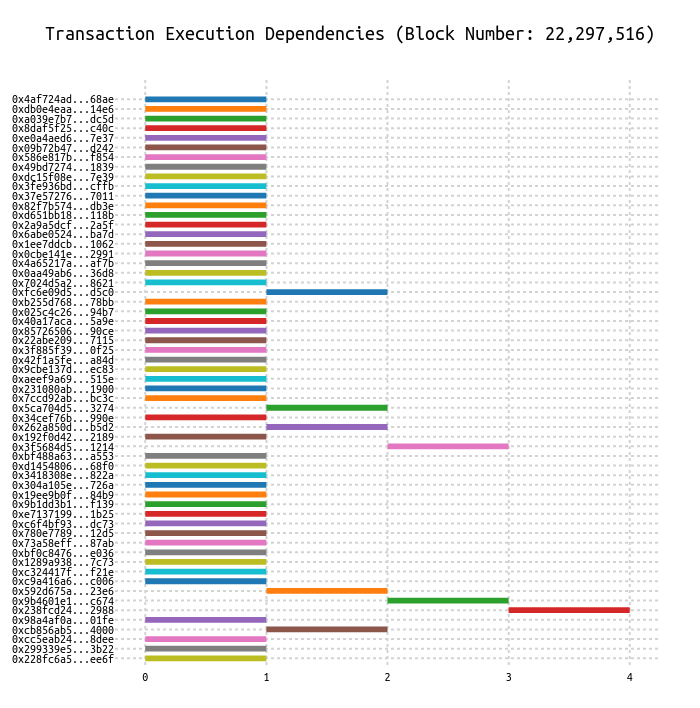 Transaction Execution Dependencies (Block Number: 22,297,516)
0x4af724ad...68ae
0xdb0e4eaa...14e6
0xa039e7b7...dc5d
0x8daf5f25...c40c
0xe0a4aed6...7e37
0x09b72b47...d242
0x586e817b...f854
0x49bd7274...1839
0xdc15f08e...7e39
0x3fe936bd...cffb
0x37e57276...7011
0x82f7b574...db3e
0xd651bb18...118b
0x2a9a5dcf...2a5f
0x6abe0524...ba7d
0x1ee7ddcb...1062
0x0cbe141e...2991
0x4a65217a...af7b
0x0aa49ab6...36d8
0x7024d5a2...8621
0xfc6e09d5...d5c0
0xb255d768...78bb
0x025c4c26...94b7
0x40a17aca...5a9e
0x85726506...90ce
0x22abe209...7115
0x3f885f39...0f25
0x42f1a5fe...a84d
0x9cbe137d...ec83
0xaeef9a69...515e
0x231080ab...1900
0x7ccd92ab...bc3c
0x5ca704d5...3274
0x34cef76b...990e
0x262a850d...b5d2
0x192f0d42...2189
0x3f5684d5...1214
0xbf488a63...a553
0xd1454806...68f0
0x3418308e...822a
0x304a105e...726a
0x19ee9b0f...84b9
0x9b1dd3b1...f139
0xe7137199...1b25
0xc6f4bf93...dc73
0x780e7789...12d5
0x73a58eff...87ab
0xbf0c8476...e036
0x1289a938...7c73
0xc324417f...f21e
0xc9a416a6...c006
0x592d675a...23e6
0x9b4601e1...c674
0x238fcd24...2988
0x98a4af0a...01fe
0xcb856ab5...4000
0xcc5eab24...8dee
0x299339e5...3b22
0x228fc6a5...ee6f
0 1 2 3 4